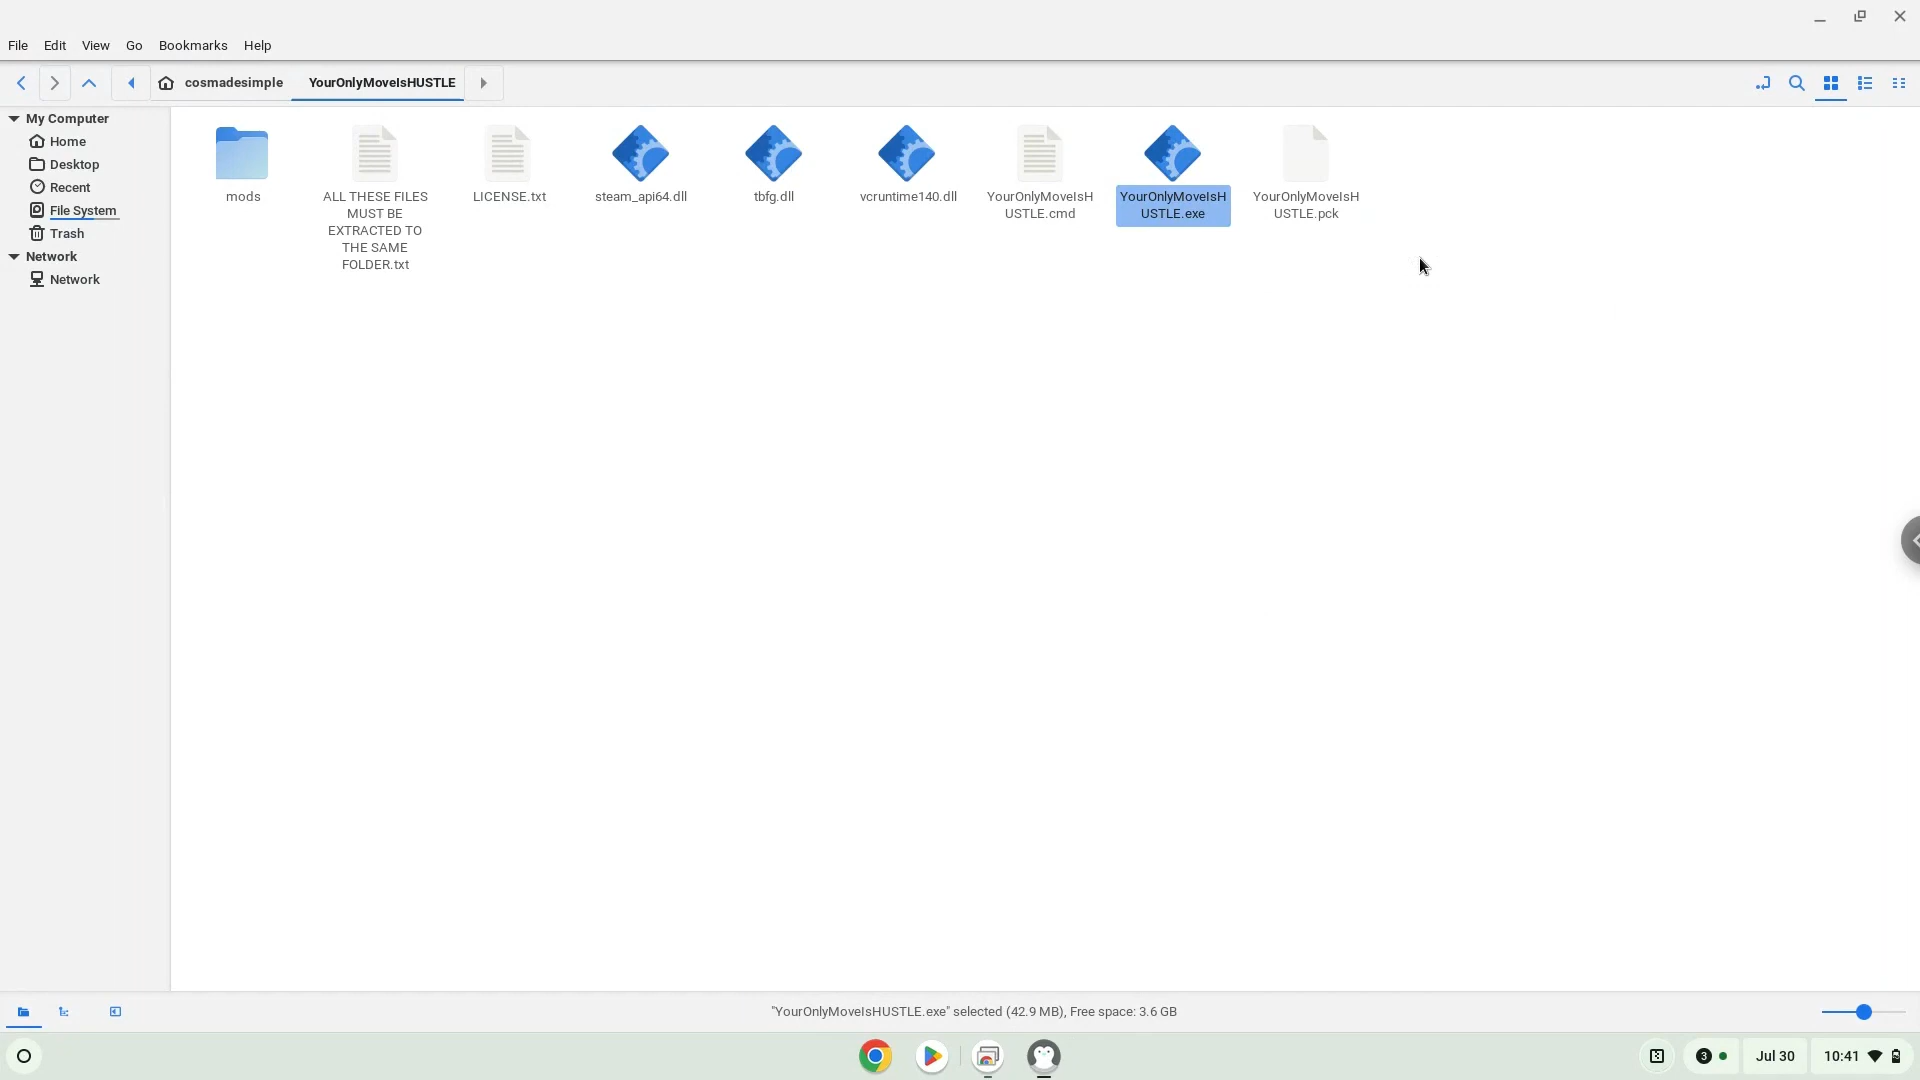 File Edit View Go Bookmarks Help
cosmadesimple YourOnlyMoveIsHUSTLE
My Computer
Home
Desktop
Recent
File System
Trash
Network
Network
mods
ALL THESE FILES
MUST BE
EXTRACTED TO
THE SAME
FOLDER.txt
LICENSE.txt
steam_api64.dll
tbfg.dll
vcruntime140.dll
YourOnlyMoveIsH
USTLE.cmd
YourOnlyMoveIsH
USTLE.exe
YourOnlyMoveIsH
USTLE.pck
"YourOnlyMoveIsHUSTLE.exe" selected (42.9 MB), Free space: 3.6 GB
3 Jul 30 10:41